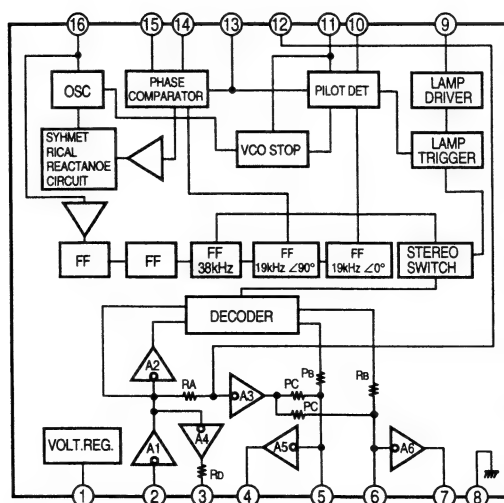 16 15 14 13 12 11 10 9
OSC
PHASE
COMPARATOR
PILOT DET
LAMP
DRIVER
SYHMET
RICAL
REACTANOE
CIRCUIT
VCO STOP
LAMP
TRIGGER
FF
FF
FF
38kHz
FF
19kHz ∠90°
FF
19kHz ∠0°
STEREO
SWITCH
DECODER
A2
RA
A3
PB
RB
PC
PC
A4
VOLT.REG.
A1
RD
A5
A6
1 2 3 4 5 6 7 8